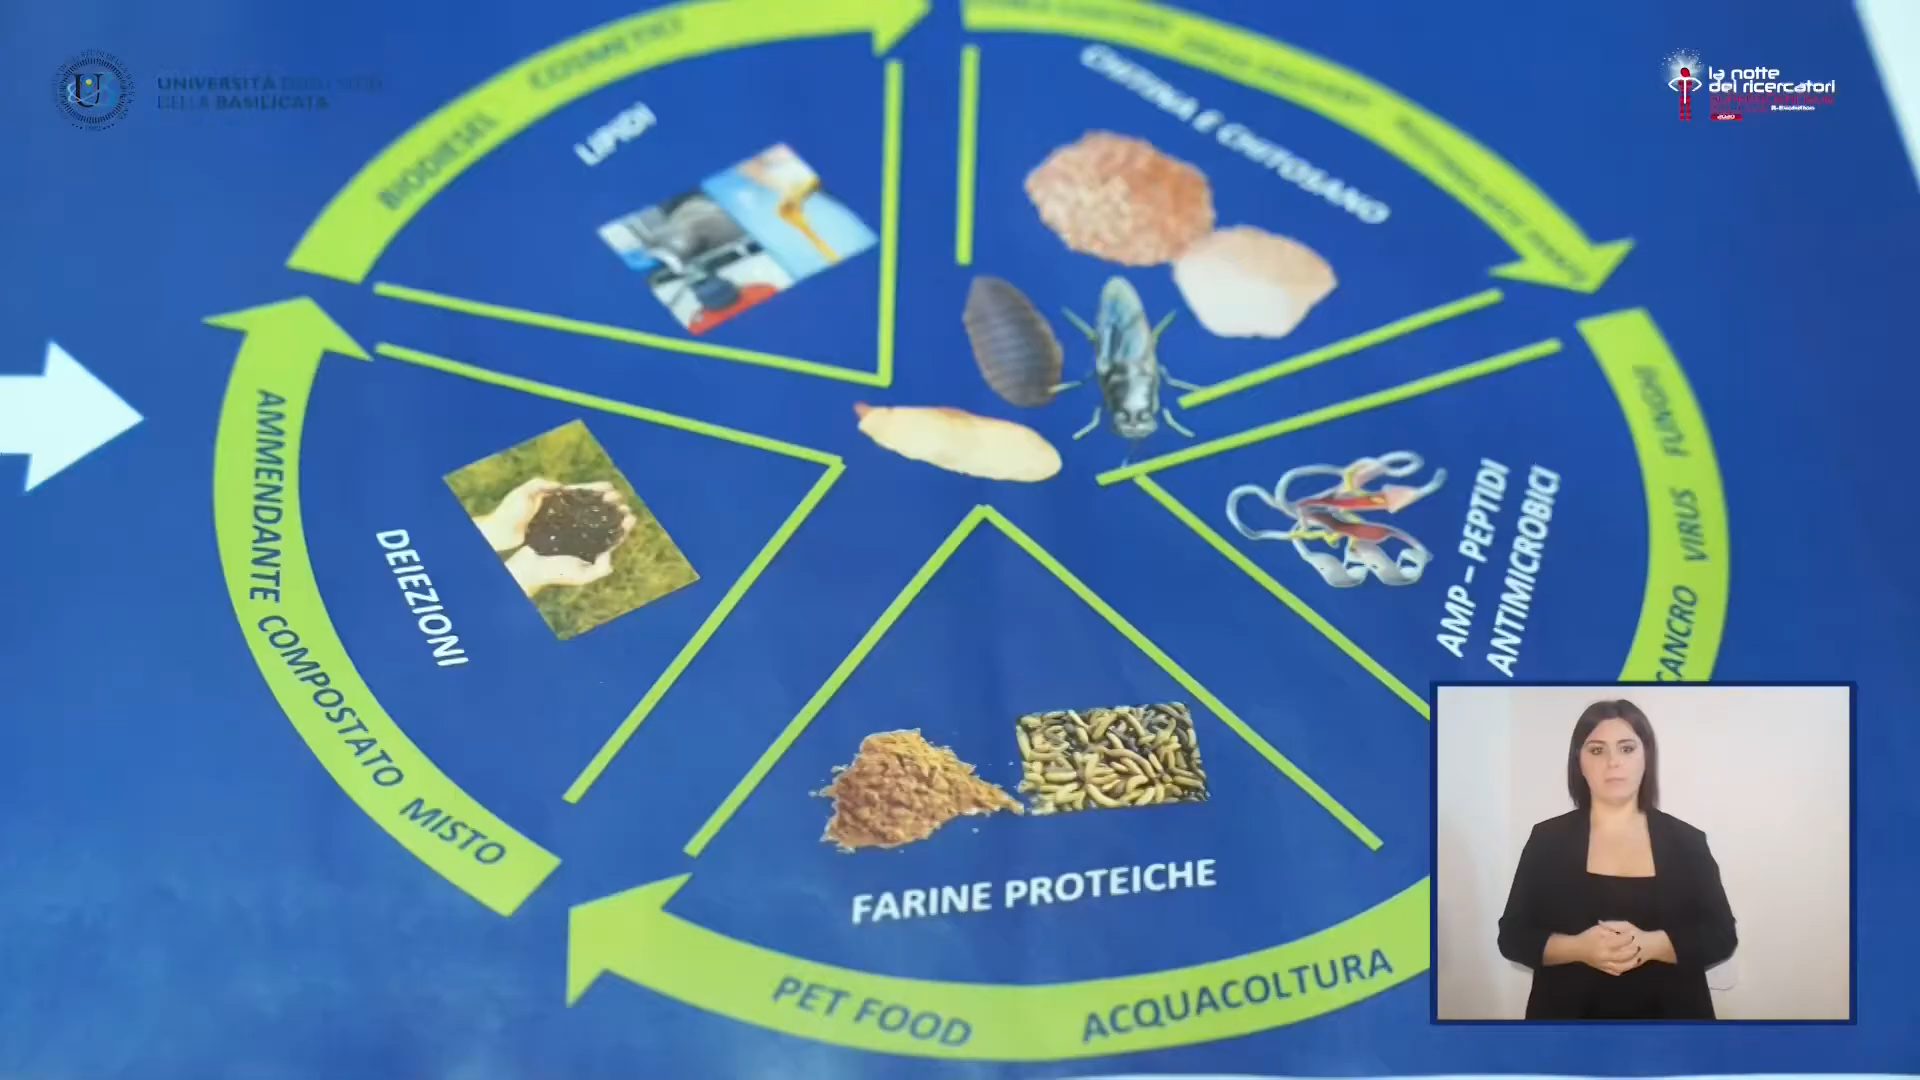 UNIVERSITÀ DEGLI STUDI
DELLA BASILICATA
la notte
dei ricercatori
2020
BIODIESEL COSMETICI
LIPIDI
CHITINA E CHITOSANO
AMMENDANTE COMPOSTATO MISTO
DEIEZIONI
AMP – PEPTIDI
ANTIMICROBICI
CANCRO VIRUS FUNGHI
FARINE PROTEICHE
PET FOOD ACQUACOLTURA